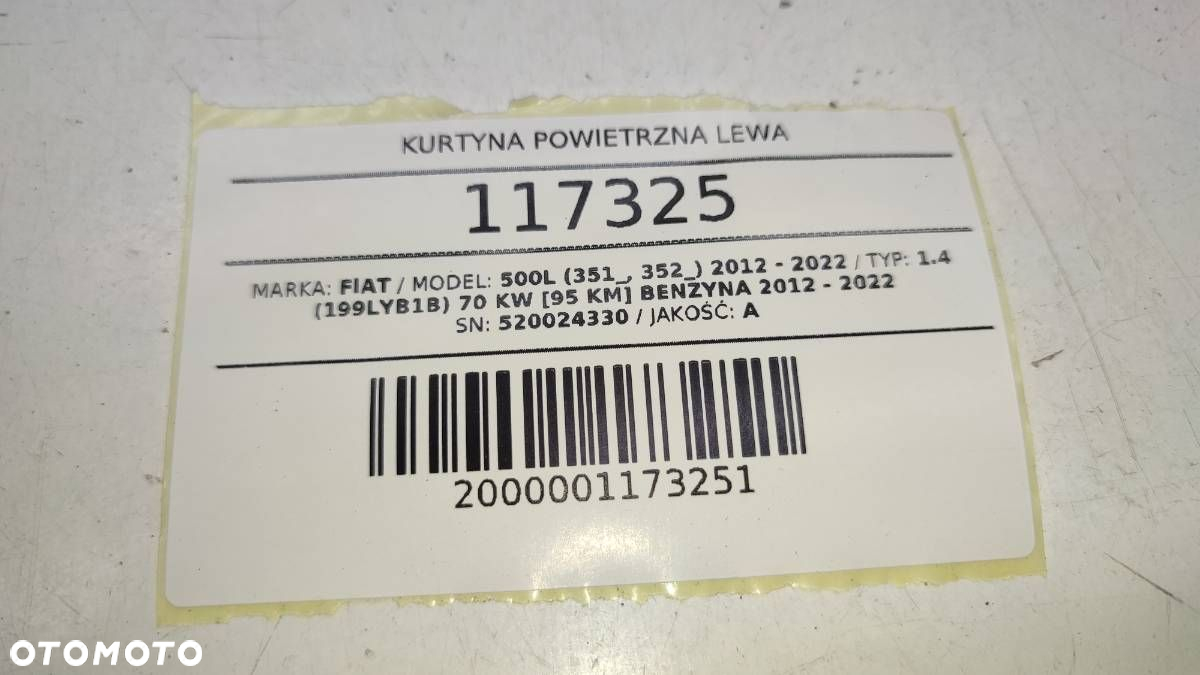 KURTYNA POWIETRZNA LEWA
117325
MARKA: FIAT / MODEL: 500L (351_, 352_) 2012 - 2022 / TYP: 1.4
(199LYB1B) 70 KW [95 KM] BENZYNA 2012 - 2022
SN: 520024330 / JAKOŚĆ: A
2000001173251
OTOMOTO